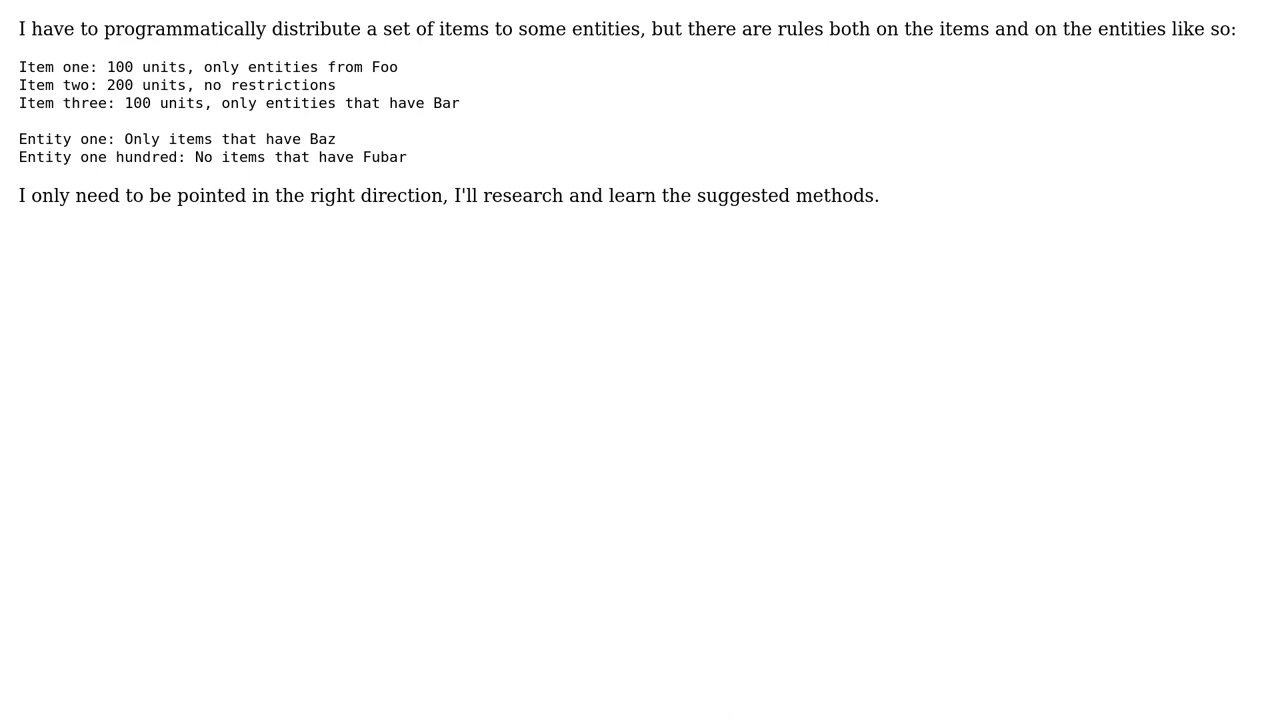 I have to programmatically distribute a set of items to some entities, but there are rules both on the items and on the entities like so:
Item one: 100 units, only entities from Foo
Item two: 200 units, no restrictions
Item three: 100 units, only entities that have Bar
Entity one: Only items that have Baz
Entity one hundred: No items that have Fubar
I only need to be pointed in the right direction, I'll research and learn the suggested methods.